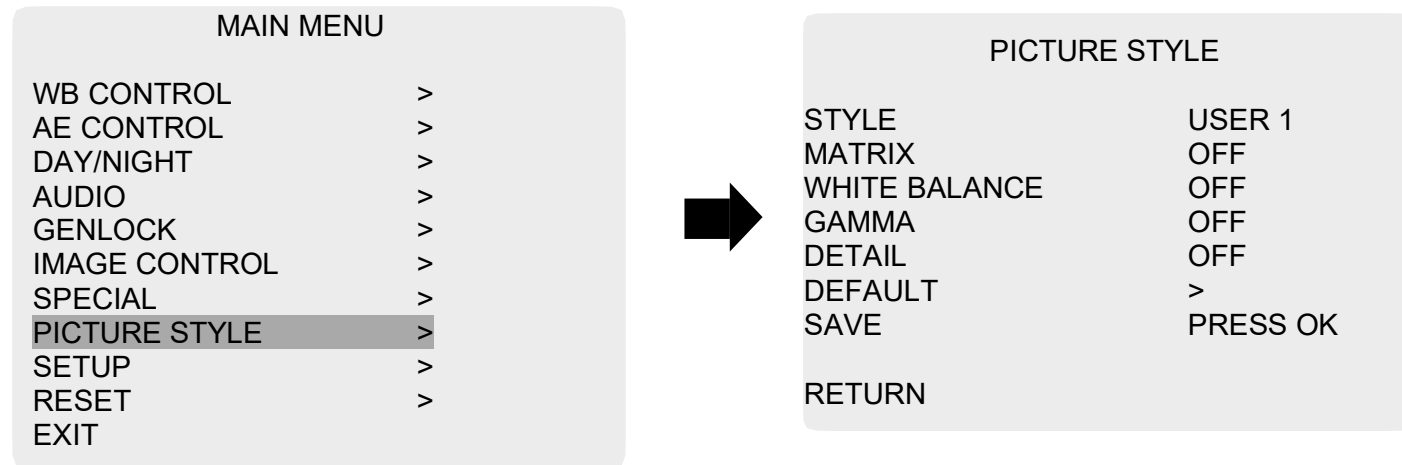 MAIN MENU
WB CONTROL >
AE CONTROL >
DAY/NIGHT >
AUDIO >
GENLOCK >
IMAGE CONTROL >
SPECIAL >
PICTURE STYLE >
SETUP >
RESET >
EXIT
PICTURE STYLE
STYLE USER 1
MATRIX OFF
WHITE BALANCE OFF
GAMMA OFF
DETAIL OFF
DEFAULT >
SAVE PRESS OK
RETURN